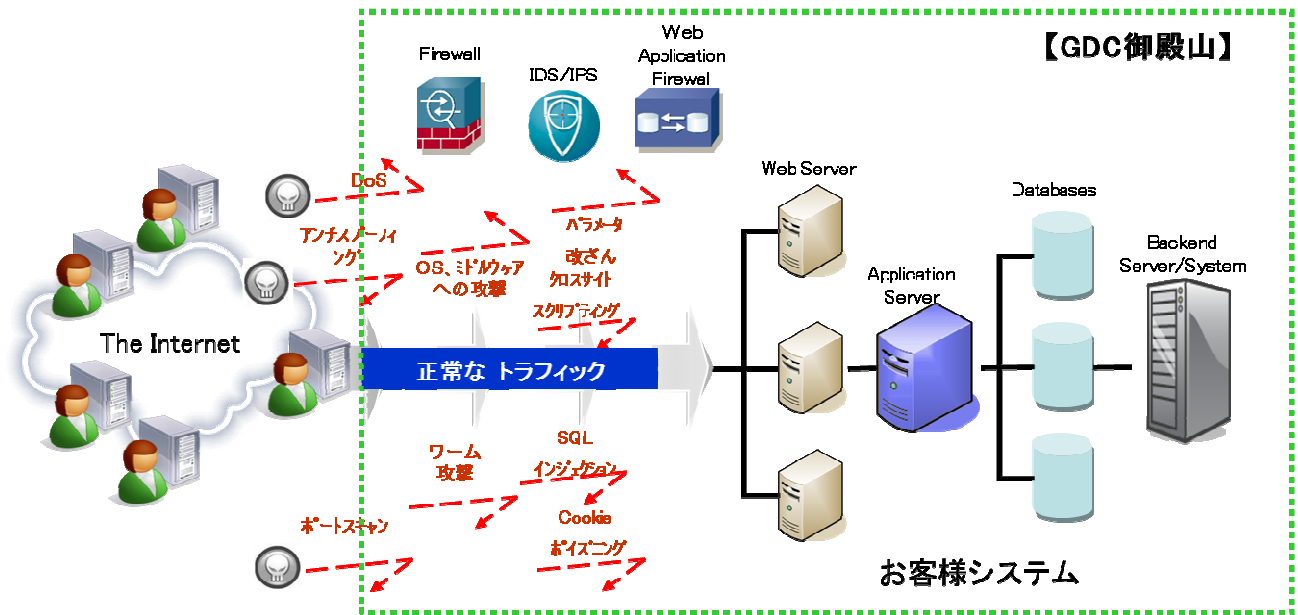 【GDC御殿山】
Firewall
IDS/IPS
Web
Application
Firewal
DoS
アンチスプーフィ
ング
OS、ミドルウェア
への攻撃
パラメータ
改ざん
クロスサイト
スクリプティング
The Internet
正常な トラフィック
ワーム
攻撃
SQL
インジェクション
ポートスキャン
Cookie
ポイズニング
Web Server
Application
Server
Databases
Backend
Server/System
お客様システム